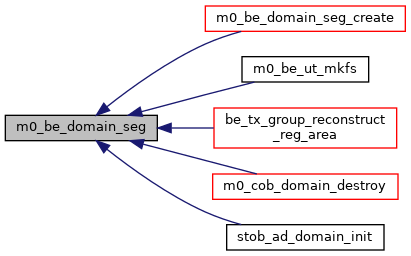 m0_be_domain_seg_create
m0_be_ut_mkfs
m0_be_domain_seg
be_tx_group_reconstruct
_reg_area
m0_cob_domain_destroy
stob_ad_domain_init